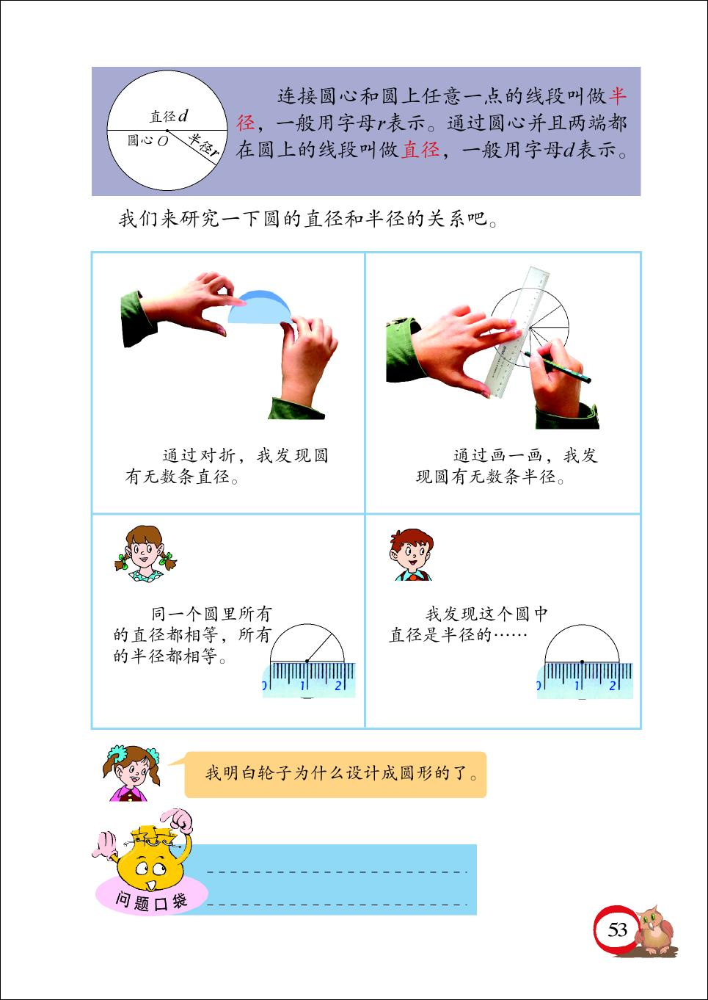 直径d
圆心O
半径r
连接圆心和圆上任意一点的线段叫做半
径，一般用字母r表示。通过圆心并且两端都
在圆上的线段叫做直径，一般用字母d表示。
我们来研究一下圆的直径和半径的关系吧。
通过对折，我发现圆
有无数条直径。
通过画一画，我发
现圆有无数条半径。
同一个圆里所有
的直径都相等，所有
的半径都相等。
0 1 2
我发现这个圆中
直径是半径的……
0 1 2
我明白轮子为什么设计成圆形的了。
问题口袋
53